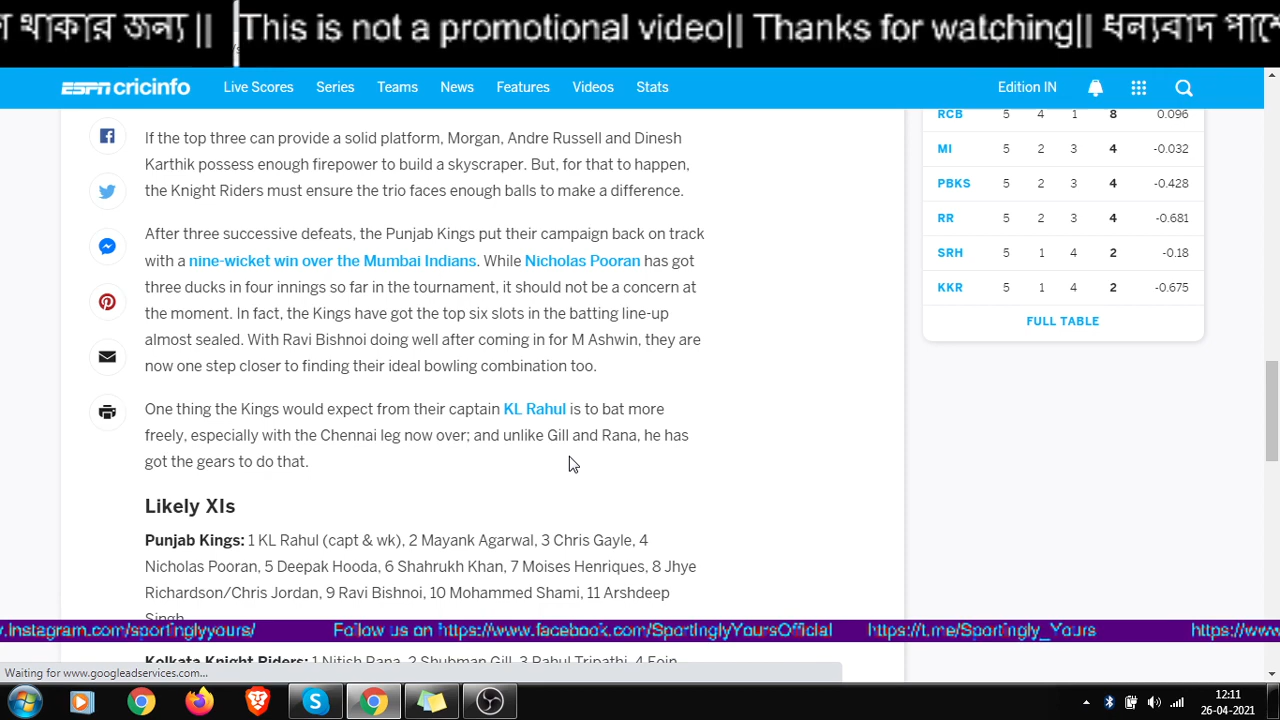 থাকার জন্য || This is not a promotional video|| Thanks for watching|| ধন্যবাদ পাশে
ESPN cricinfo Live Scores Series Teams News Features Videos Stats Edition IN
If the top three can provide a solid platform, Morgan, Andre Russell and Dinesh
Karthik possess enough firepower to build a skyscraper. But, for that to happen,
the Knight Riders must ensure the trio faces enough balls to make a difference.
After three successive defeats, the Punjab Kings put their campaign back on track
with a nine-wicket win over the Mumbai Indians. While Nicholas Pooran has got
three ducks in four innings so far in the tournament, it should not be a concern at
the moment. In fact, the Kings have got the top six slots in the batting line-up
almost sealed. With Ravi Bishnoi doing well after coming in for M Ashwin, they are
now one step closer to finding their ideal bowling combination too.
One thing the Kings would expect from their captain KL Rahul is to bat more
freely, especially with the Chennai leg now over; and unlike Gill and Rana, he has
got the gears to do that.
Likely XIs
Punjab Kings: 1 KL Rahul (capt & wk), 2 Mayank Agarwal, 3 Chris Gayle, 4
Nicholas Pooran, 5 Deepak Hooda, 6 Shahrukh Khan, 7 Moises Henriques, 8 Jhye
Richardson/Chris Jordan, 9 Ravi Bishnoi, 10 Mohammed Shami, 11 Arshdeep
Singh
Kolkata Knight Riders: 1 Nitish Rana, 2 Shubman Gill, 3 Rahul Tripathi, 4 Eoin
RCB 5 4 1 8 0.096
MI 5 2 3 4 -0.032
PBKS 5 2 3 4 -0.428
RR 5 2 3 4 -0.681
SRH 5 1 4 2 -0.18
KKR 5 1 4 2 -0.675
FULL TABLE
.instagram.com/sportinglyyours/ Follow us on https://www.facebook.com/SportinglyYoursOfficial https://t.me/Sportingly_Yours https://www
Waiting for www.googleadservices.com...
12:11
26-04-2021